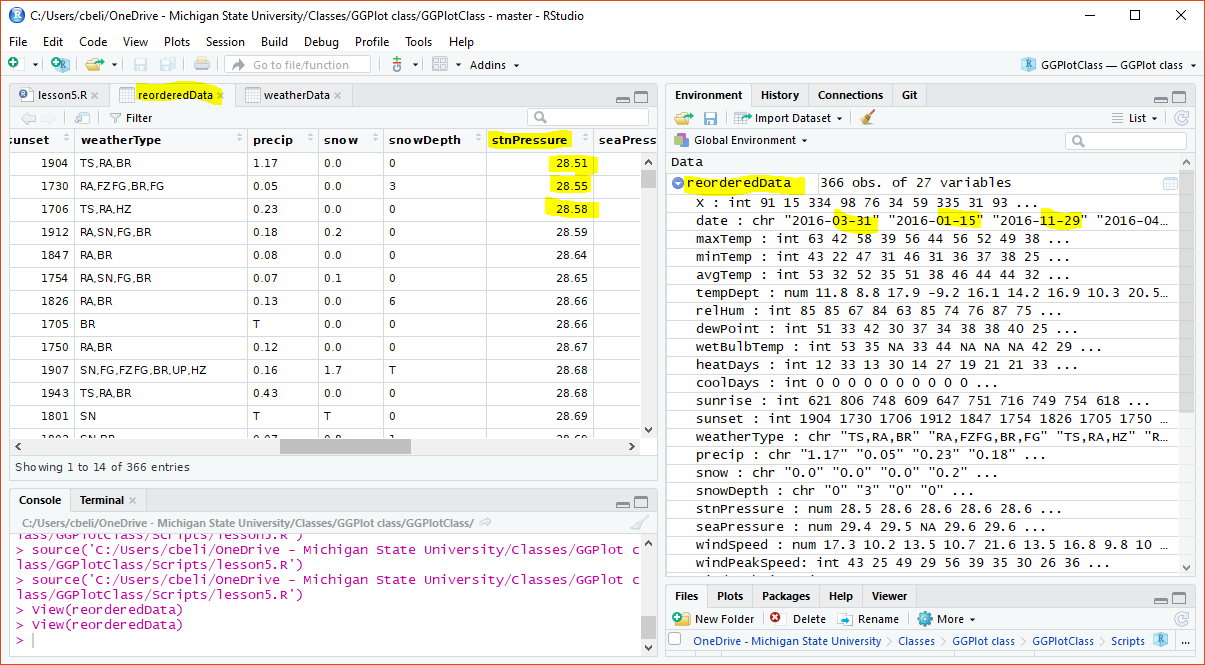 C:/Users/cbeli/OneDrive - Michigan State University/Classes/GGPlot class/GGPlotClass - master - RStudio
File Edit Code View Plots Session Build Debug Profile Tools Help
Go to file/function Addins GGPlotClass — GGPlot class
lesson5.R reorderedData weatherData
Filter
sunset weatherType precip snow snowDepth stnPressure seaPress
1904 TS,RA,BR 1.17 0.0 0 28.51
1730 RA,FZFG,BR,FG 0.05 0.0 3 28.55
1706 TS,RA,HZ 0.23 0.0 0 28.58
1912 RA,SN,FG,BR 0.18 0.2 0 28.59
1847 RA,BR 0.08 0.0 0 28.64
1754 RA,SN,FG,BR 0.07 0.1 0 28.65
1826 RA,BR 0.13 0.0 6 28.66
1705 BR T 0.0 0 28.66
1750 RA,BR 0.12 0.0 0 28.67
1907 SN,FG,FZFG,BR,UP,HZ 0.16 1.7 T 28.68
1943 TS,RA,BR 0.43 0.0 0 28.68
1801 SN T T 0 28.69
Showing 1 to 14 of 366 entries
Console Terminal
C:/Users/cbeli/OneDrive - Michigan State University/Classes/GGPlot class/GGPlotClass/
lass/GGPlotClass/Scripts/lesson5.R')
> source('C:/Users/cbeli/OneDrive - Michigan State University/Classes/GGPlot c
lass/GGPlotClass/Scripts/lesson5.R')
> source('C:/Users/cbeli/OneDrive - Michigan State University/Classes/GGPlot c
lass/GGPlotClass/Scripts/lesson5.R')
> View(reorderedData)
> View(reorderedData)
>
Environment History Connections Git
Import Dataset List
Global Environment
Data
reorderedData 366 obs. of 27 variables
X : int 91 15 334 98 76 34 59 335 31 93 ...
date : chr "2016-03-31" "2016-01-15" "2016-11-29" "2016-04…
maxTemp : int 63 42 58 39 56 44 56 52 49 38 ...
minTemp : int 43 22 47 31 46 31 36 37 38 25 ...
avgTemp : int 53 32 52 35 51 38 46 44 44 32 ...
tempDept : num 11.8 8.8 17.9 -9.2 16.1 14.2 16.9 10.3 20.5…
relHum : int 85 85 67 84 63 85 74 76 87 75 ...
dewPoint : int 51 33 42 30 37 34 38 38 40 25 ...
wetBulbTemp : int 53 35 NA 33 44 NA NA NA 42 29 ...
heatDays : int 12 33 13 30 14 27 19 21 21 33 ...
coolDays : int 0 0 0 0 0 0 0 0 0 0 ...
sunrise : int 621 806 748 609 647 751 716 749 754 618 ...
sunset : int 1904 1730 1706 1912 1847 1754 1826 1705 1750 …
weatherType : chr "TS,RA,BR" "RA,FZFG,BR,FG" "TS,RA,HZ" "R…
precip : chr "1.17" "0.05" "0.23" "0.18" ...
snow : chr "0.0" "0.0" "0.0" "0.2" ...
snowDepth : chr "0" "3" "0" "0" ...
stnPressure : num 28.5 28.6 28.6 28.6 28.6 ...
seaPressure : num 29.4 29.5 NA 29.6 29.6 ...
windSpeed : num 17.3 10.2 13.5 10.7 21.6 13.5 16.8 9.8 10 …
windPeakSpeed: int 43 25 49 29 56 39 35 30 26 36 ...
Files Plots Packages Help Viewer
New Folder Delete Rename More
OneDrive - Michigan State University Classes GGPlot class GGPlotClass Scripts ...